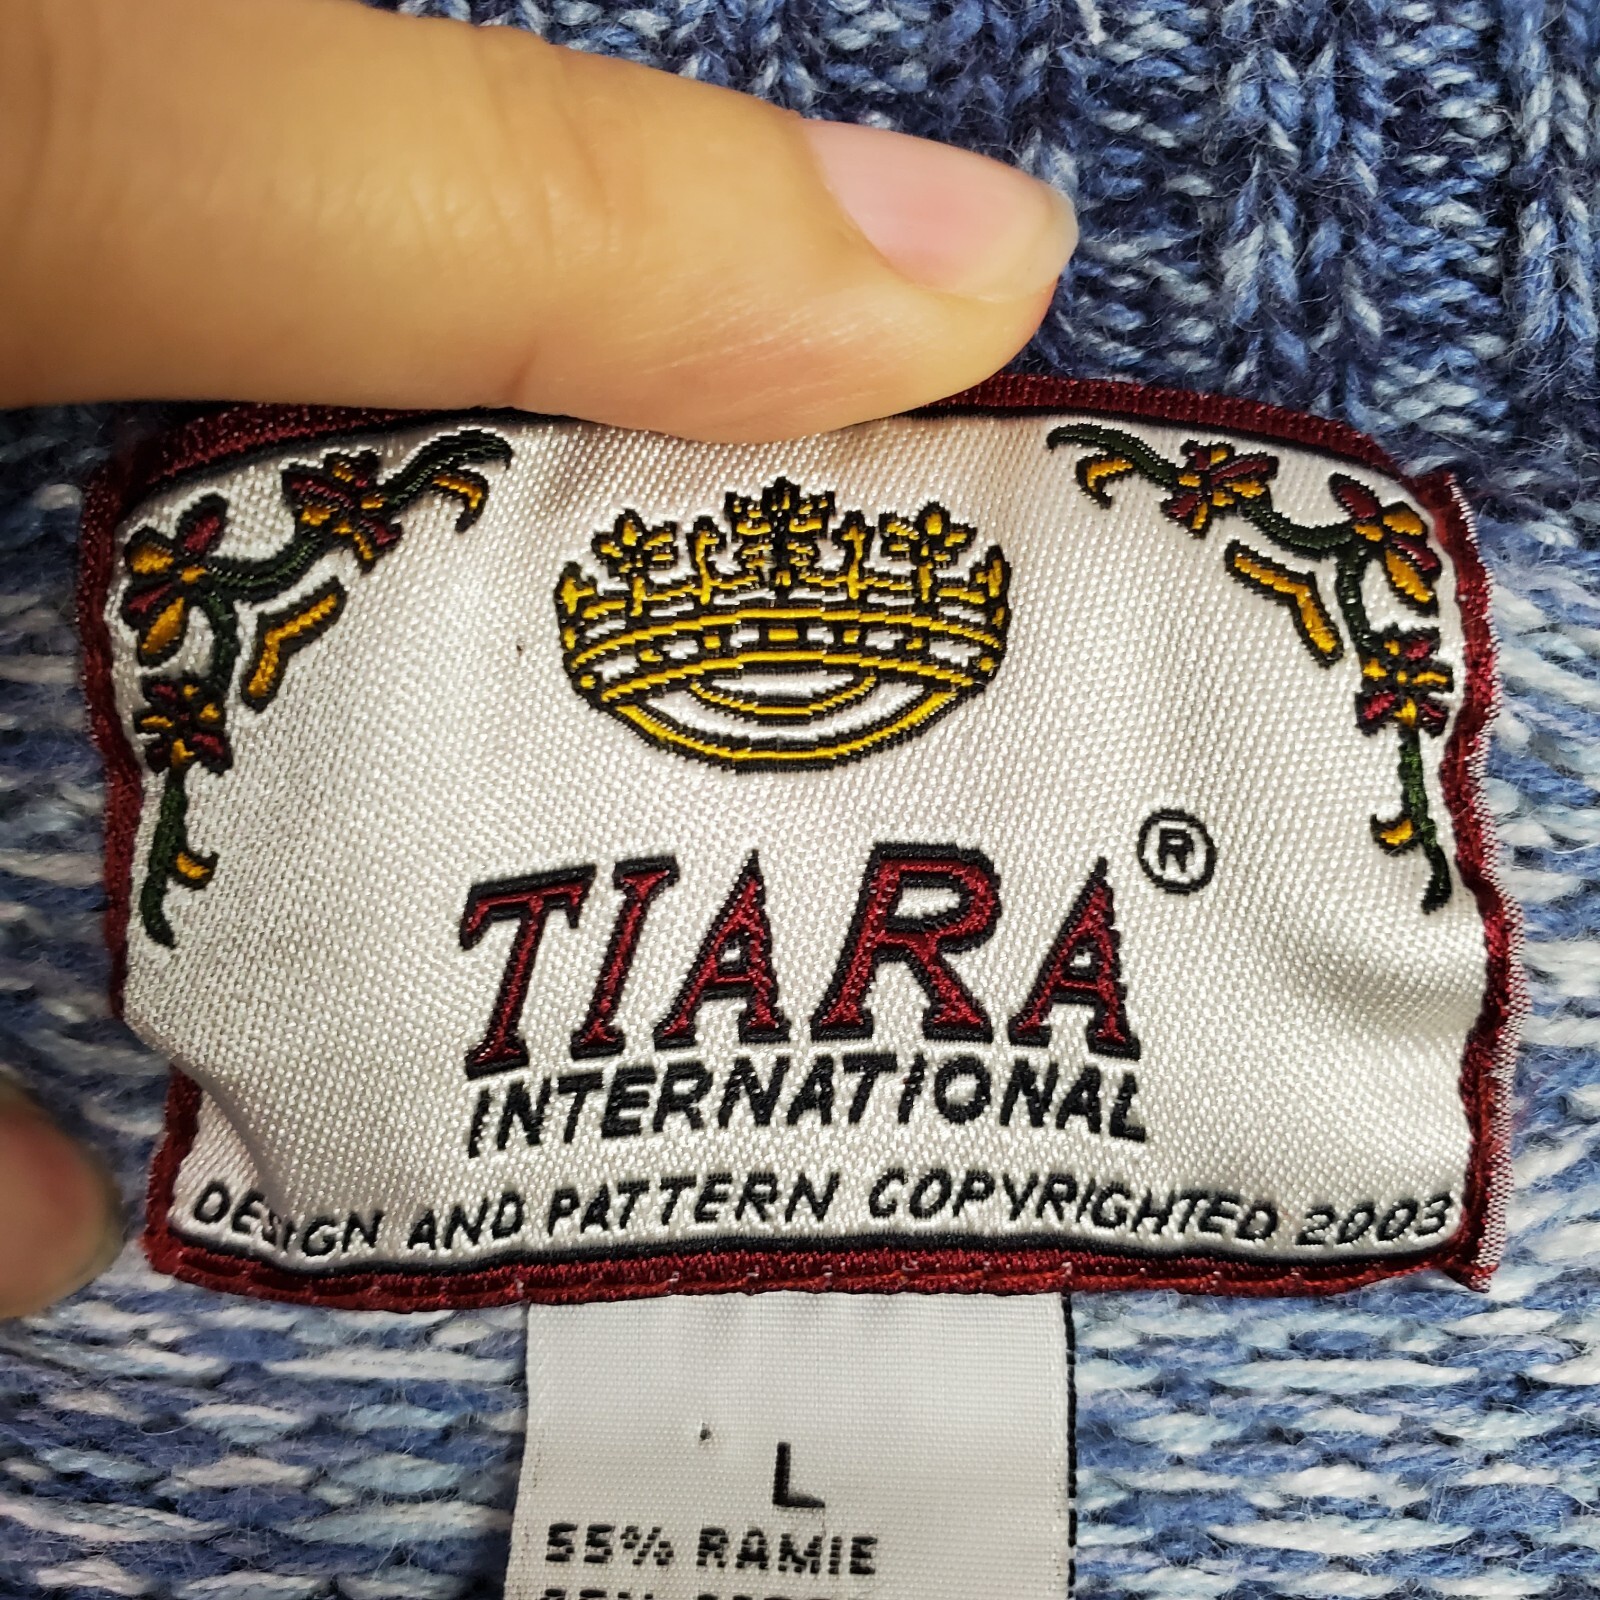 TIARA®
INTERNATIONAL
DESIGN AND PATTERN COPYRIGHTED 2003
L
55% RAMIE